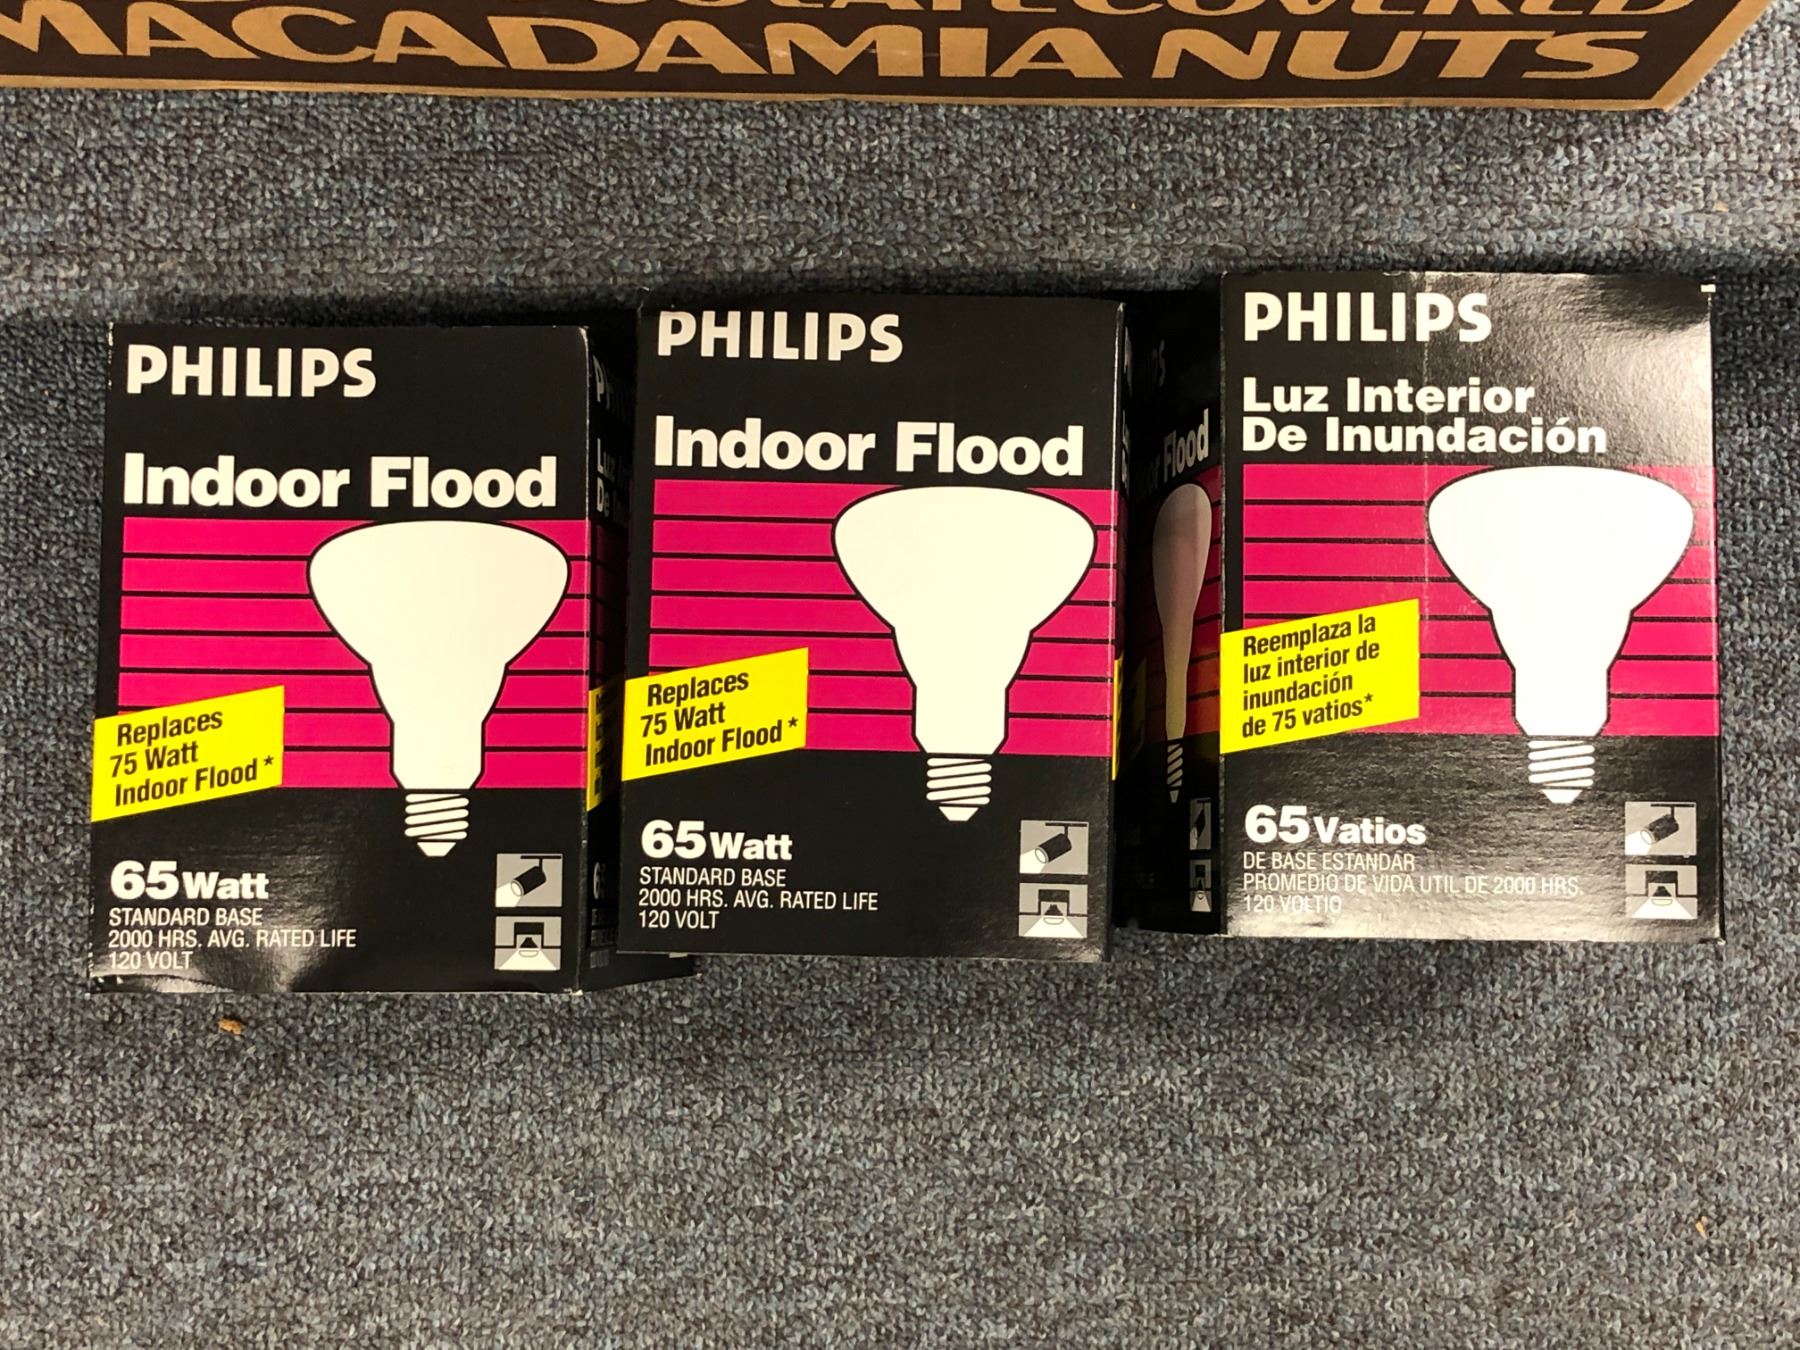 COVERED
MACADAMIA NUTS
PHILIPS
Indoor Flood
Replaces
75 Watt
Indoor Flood*
65 Watt
STANDARD BASE
2000 HRS. AVG. RATED LIFE
120 VOLT
PHILIPS
Indoor Flood
Replaces
75 Watt
Indoor Flood*
65 Watt
STANDARD BASE
2000 HRS. AVG. RATED LIFE
120 VOLT
Flood
PHILIPS
Luz Interior
De Inundación
Reemplaza la
luz interior de
inundación
de 75 vatios*
65 Vatios
DE BASE ESTANDAR
PROMEDIO DE VIDA UTIL DE 2000 HRS.
120 VOLTIO